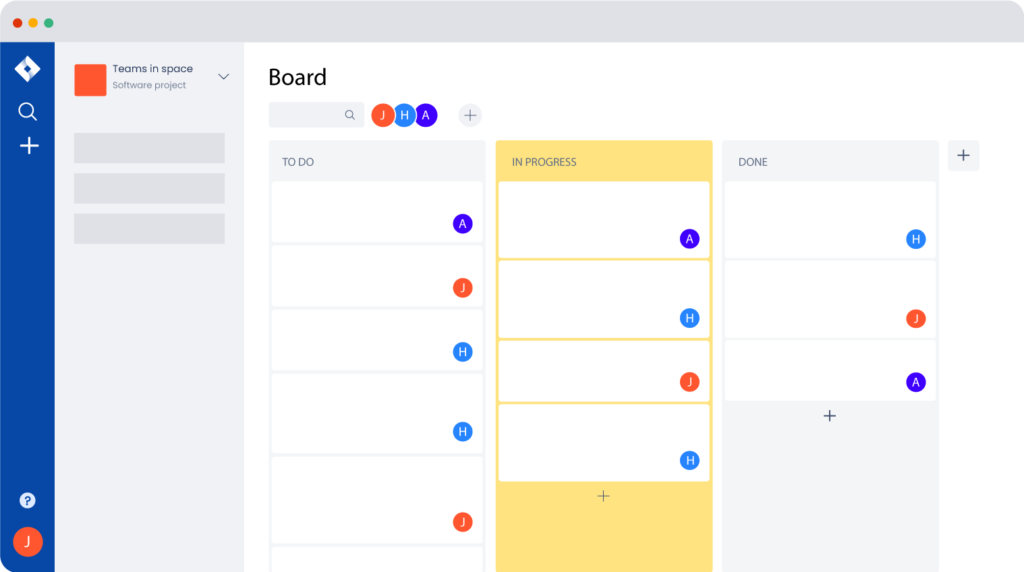 Teams in space
Software project
Board
J H A
TO DO
IN PROGRESS
DONE
A
J
H
H
J
A
H
J
H
H
J
A
?
J